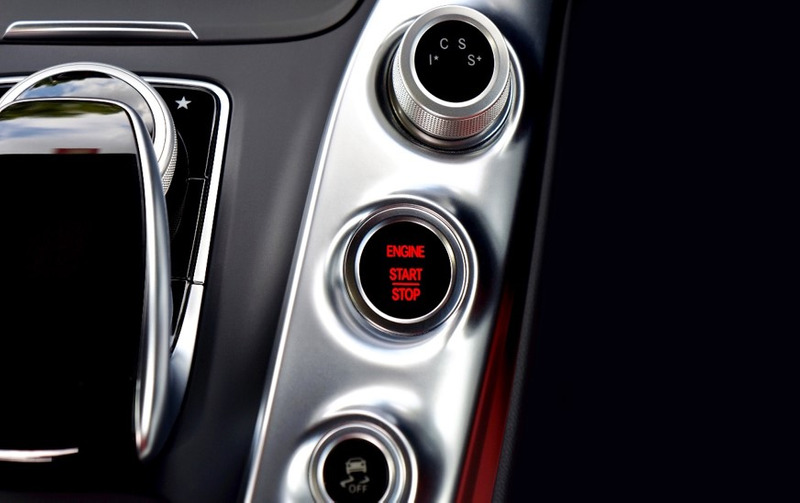 C S
I* S+
ENGINE
START
STOP
OFF